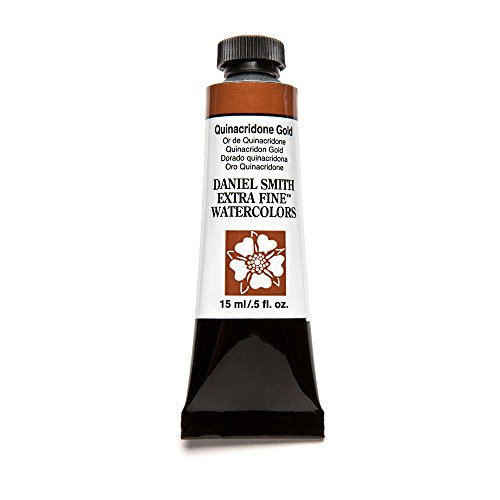 Quinacridone Gold
Or de Quinacridone
Quinacridon Gold
Dorado quinacridona
Oro Quinacridone
DANIEL SMITH
EXTRA FINE™
WATERCOLORS
15 ml/.5 fl. oz.